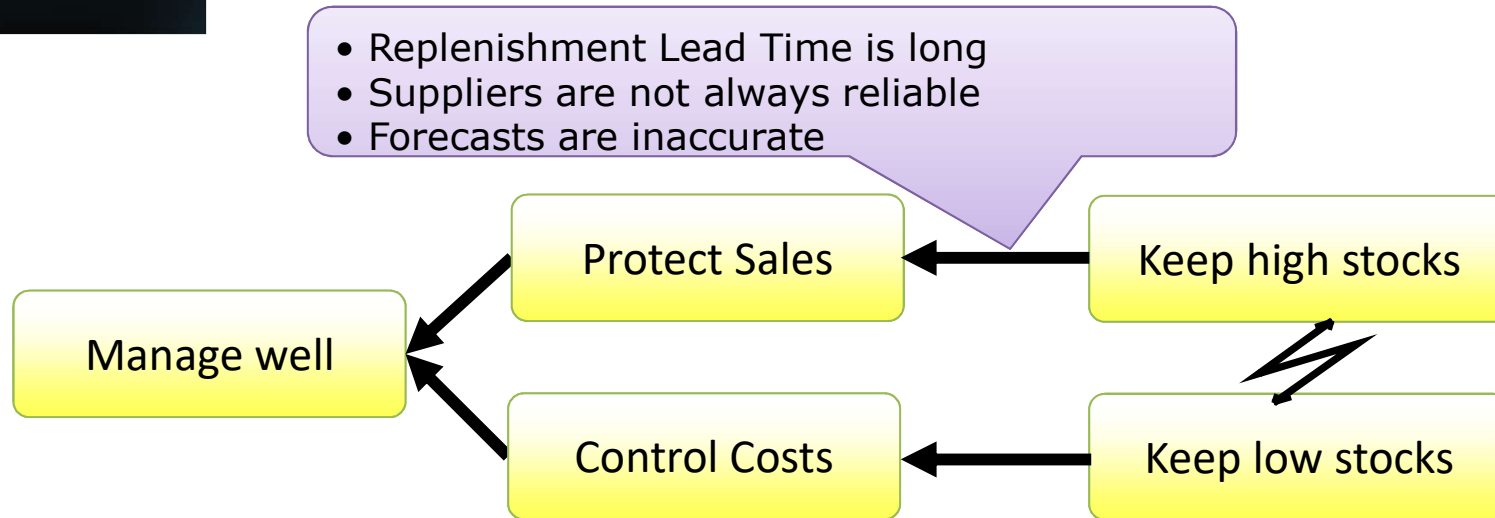 • Replenishment Lead Time is long
• Suppliers are not always reliable
• Forecasts are inaccurate
Protect Sales
Keep high stocks
Manage well
Control Costs
Keep low stocks